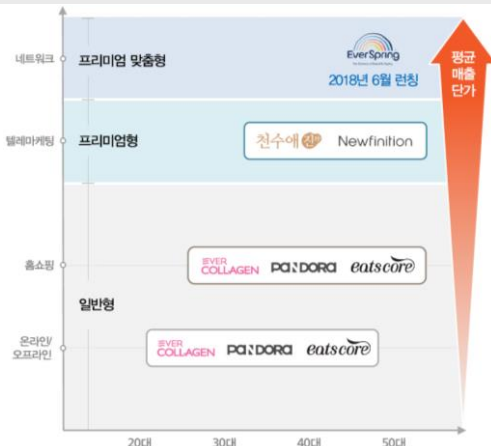 네트워크
프리미엄 맞춤형
EverSpring
2018년 6월 런칭
평균
매출
단가
텔레마케팅
프리미엄형
천수애 진
Newfinition
홈쇼핑
EVER
COLLAGEN
PANDORA
eatscore
일반형
온라인/
오프라인
EVER
COLLAGEN
PANDORA
eatscore
20대
30대
40대
50대